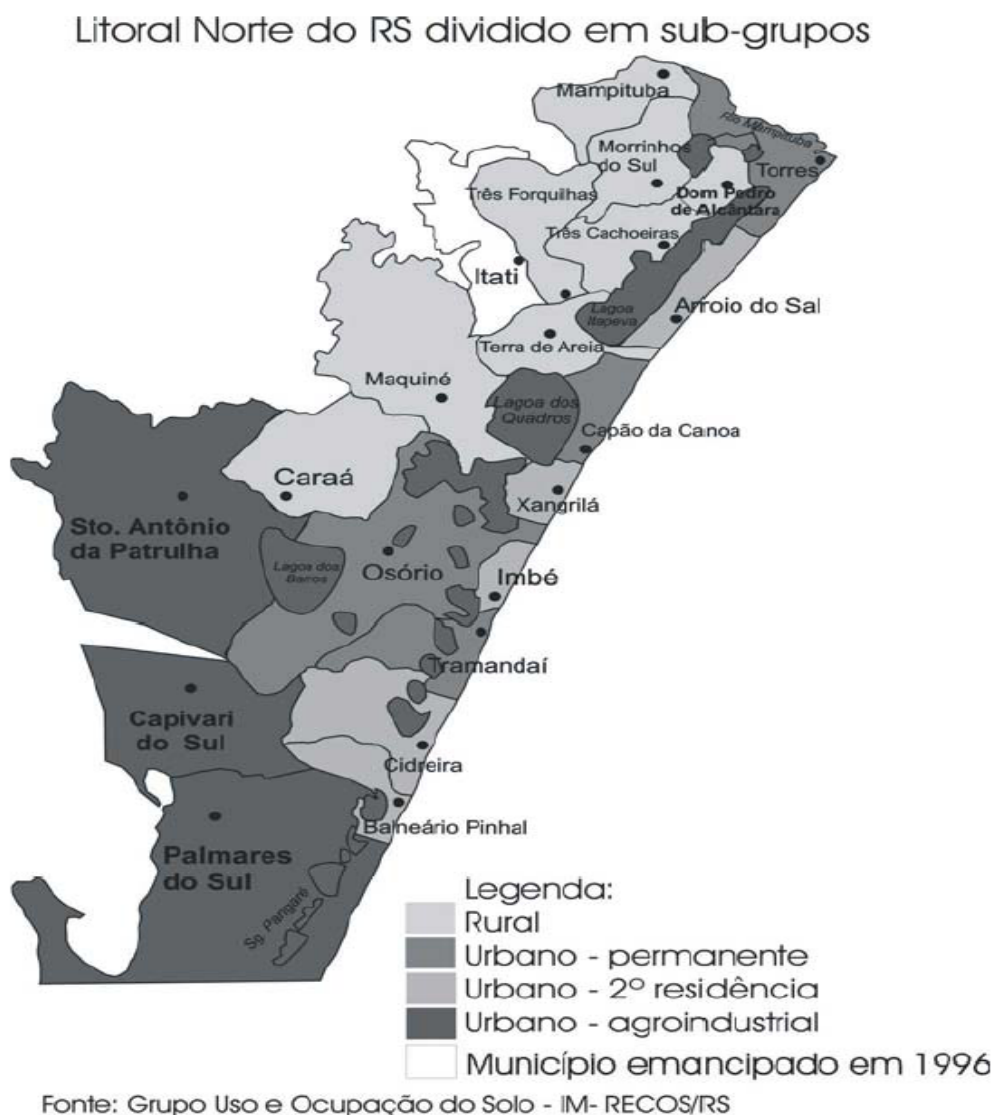 Litoral Norte do RS dividido em sub-grupos
Mampituba
Rio Mampituba
Morrinhos
do Sul
Torres
Três Forquilhas
Dom Pedro
de Alcântara
Três Cachoeiras
Itati
Lagoa
Itapeva
Arroio do Sal
Terra de Areia
Maquiné
Lagoa dos
Quadros
Capão da Canoa
Caraá
Xangrilá
Sto. Antônio
da Patrulha
Lagoa dos
Barros
Osório
Imbé
Tramandaí
Capivari
do Sul
Cidreira
Balneário Pinhal
Palmares
do Sul
Sg. Pangaré
Legenda:
Rural
Urbano - permanente
Urbano - 2º residência
Urbano - agroindustrial
Município emancipado em 1996
Fonte: Grupo Uso e Ocupação do Solo - IM- RECOS/RS